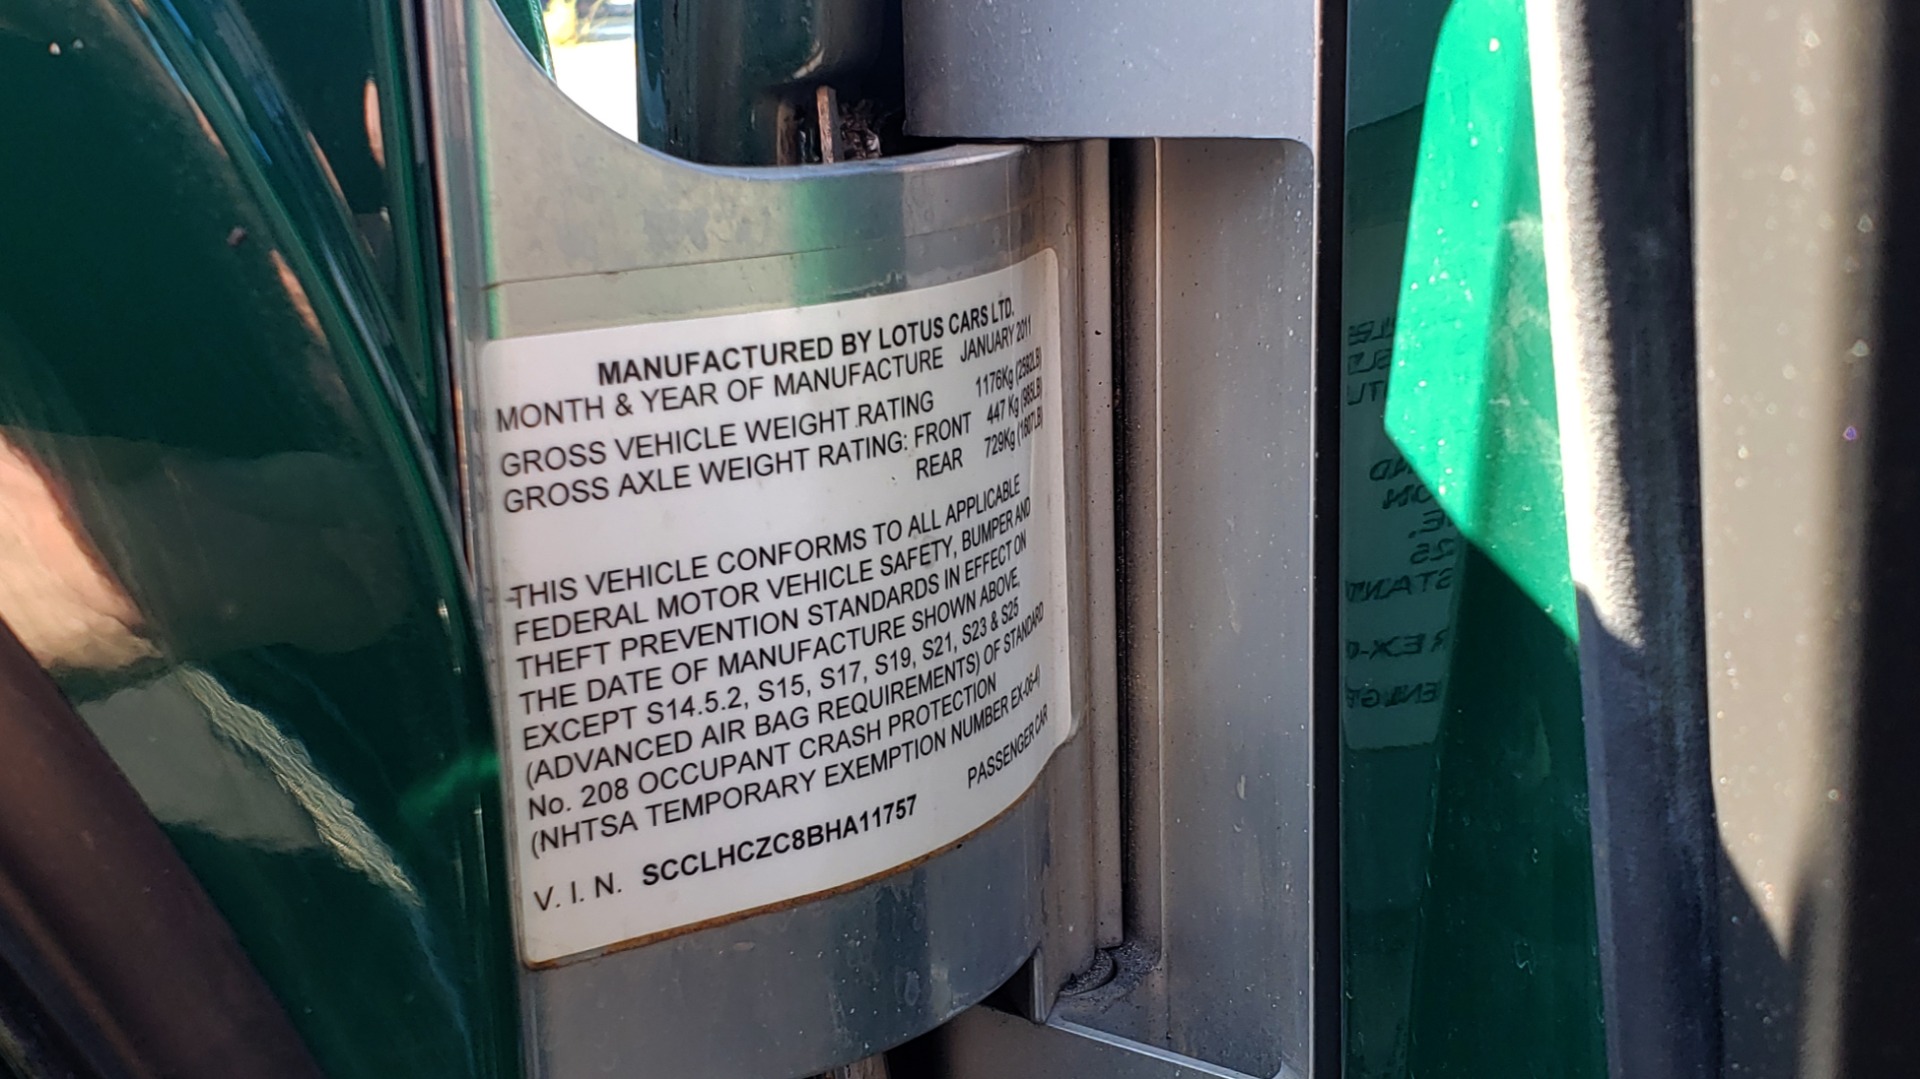 MANUFACTURED BY LOTUS CARS LTD.
MONTH & YEAR OF MANUFACTURE JANUARY 2011
GROSS VEHICLE WEIGHT RATING 1176Kg (2592LB)
GROSS AXLE WEIGHT RATING: FRONT 447 Kg (985LB)
REAR 729Kg (1607LB)
THIS VEHICLE CONFORMS TO ALL APPLICABLE
FEDERAL MOTOR VEHICLE SAFETY, BUMPER AND
THEFT PREVENTION STANDARDS IN EFFECT ON
THE DATE OF MANUFACTURE SHOWN ABOVE,
EXCEPT S14.5.2, S15, S17, S19, S21, S23 & S25
(ADVANCED AIR BAG REQUIREMENTS) OF STANDARD
No. 208 OCCUPANT CRASH PROTECTION
(NHTSA TEMPORARY EXEMPTION NUMBER EX-06-4)
PASSENGER CAR
V. I. N. SCCLHCZC8BHA11757